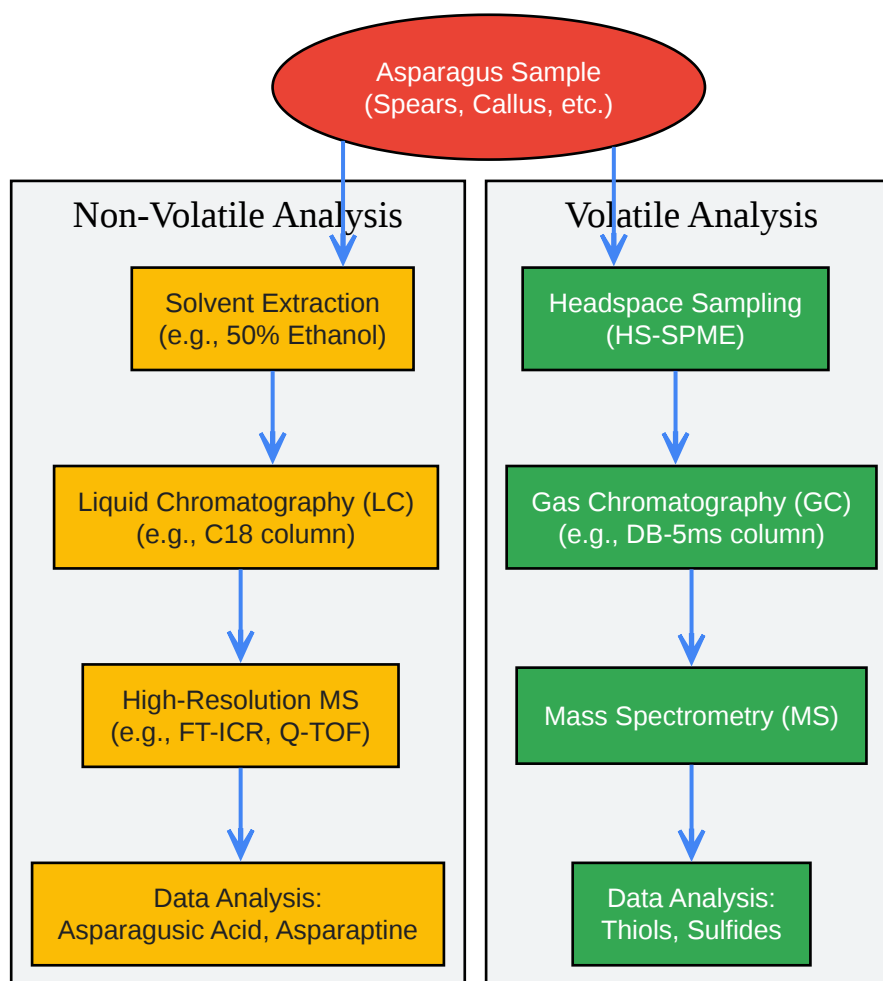 Asparagus Sample
(Spears, Callus, etc.)
Non-Volatile Analysis
Solvent Extraction
(e.g., 50% Ethanol)
Liquid Chromatography (LC)
(e.g., C18 column)
High-Resolution MS
(e.g., FT-ICR, Q-TOF)
Data Analysis:
Asparagusic Acid, Asparaptine
Volatile Analysis
Headspace Sampling
(HS-SPME)
Gas Chromatography (GC)
(e.g., DB-5ms column)
Mass Spectrometry (MS)
Data Analysis:
Thiols, Sulfides